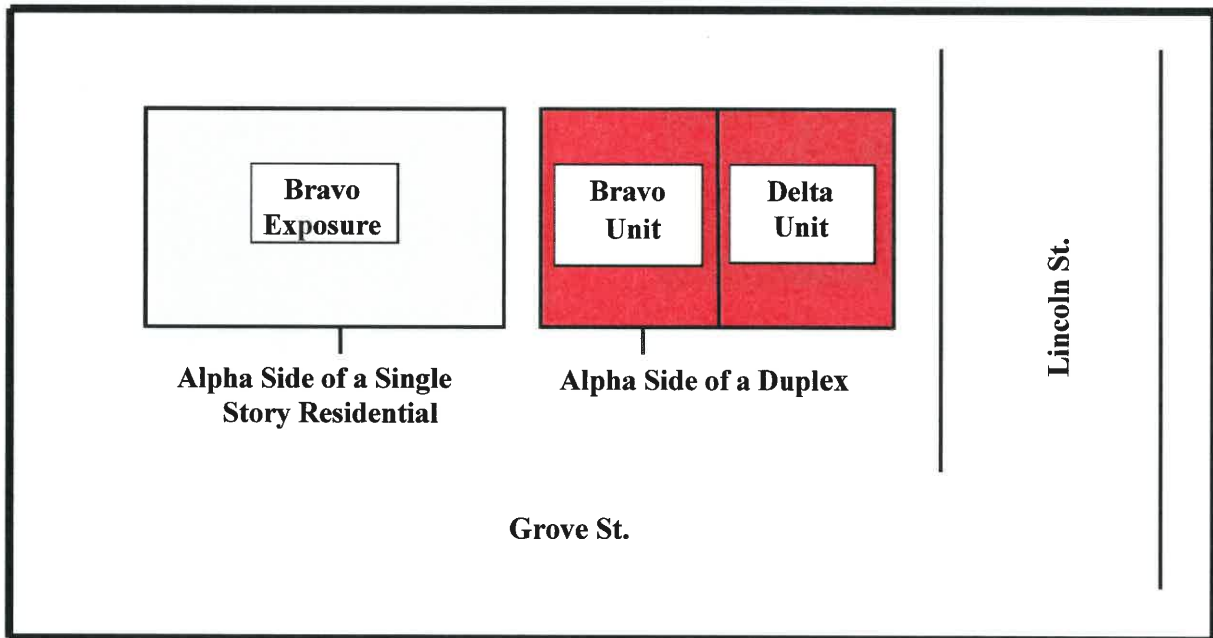 Bravo
Exposure
Bravo
Unit
Delta
Unit
Lincoln St.
Alpha Side of a Single
Story Residential
Alpha Side of a Duplex
Grove St.